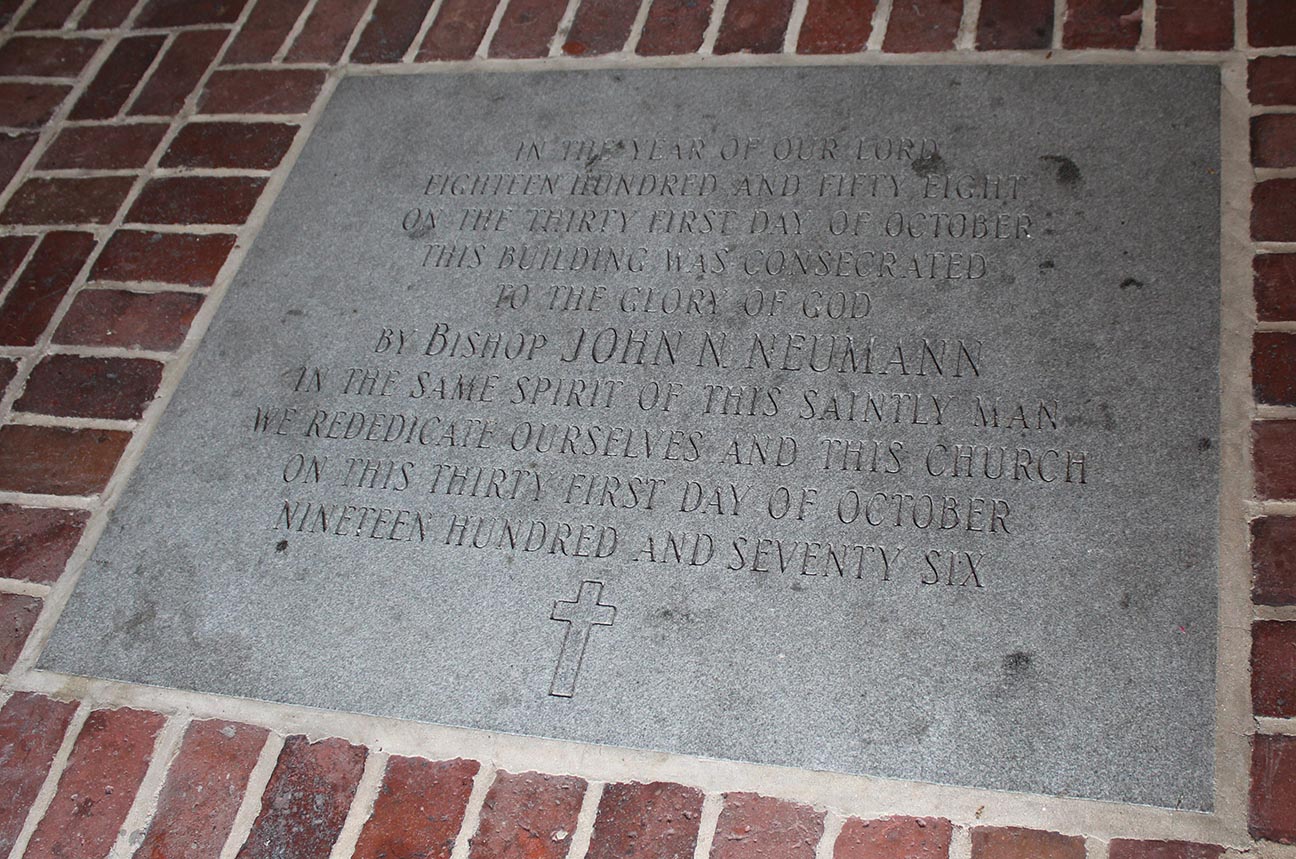 IN THE YEAR OF OUR LORD
EIGHTEEN HUNDRED AND FIFTY EIGHT
ON THE THIRTY FIRST DAY OF OCTOBER
THIS BUILDING WAS CONSECRATED
TO THE GLORY OF GOD
BY BISHOP JOHN N. NEUMANN
IN THE SAME SPIRIT OF THIS SAINTLY MAN
WE REDEDICATE OURSELVES AND THIS CHURCH
ON THIS THIRTY FIRST DAY OF OCTOBER
NINETEEN HUNDRED AND SEVENTY SIX